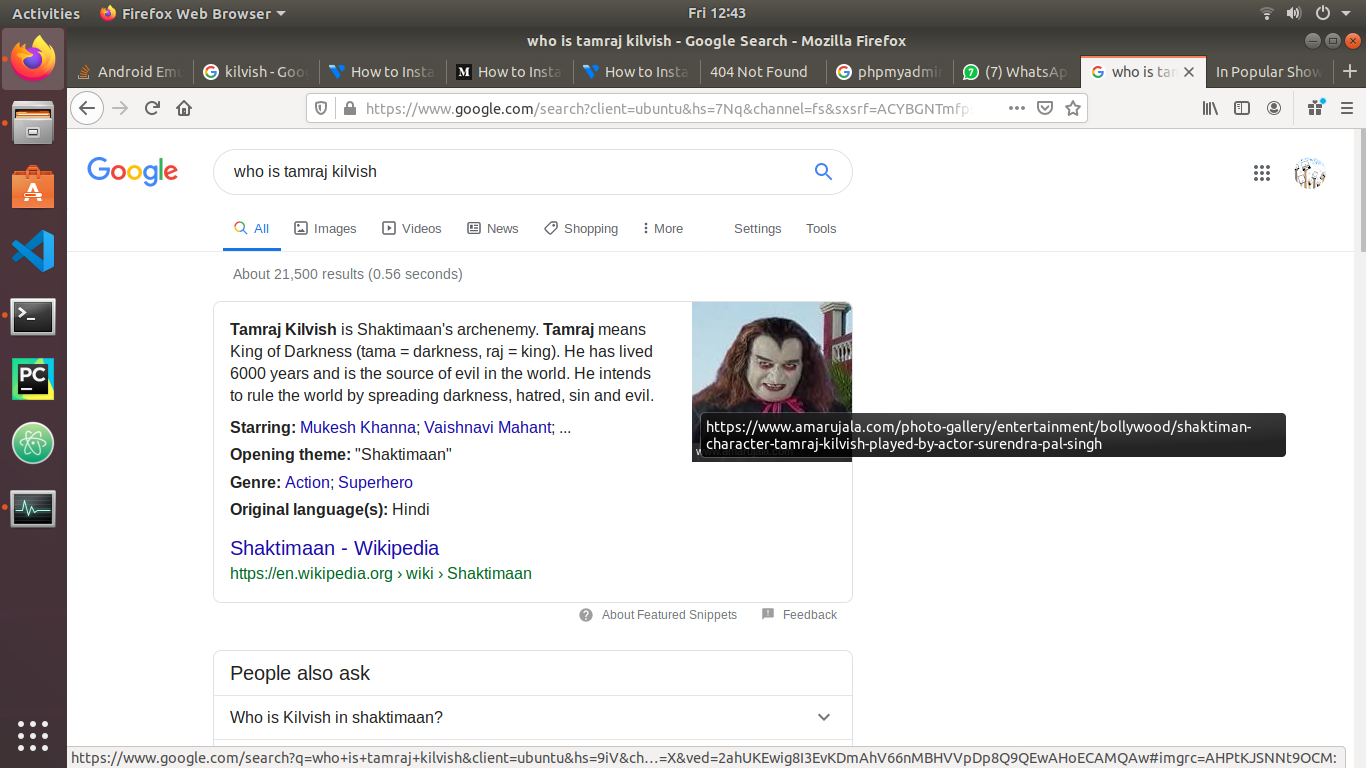 Activities
Firefox Web Browser
Fri 12:43
who is tamraj kilvish - Google Search - Mozilla Firefox
Android Emu
kilvish - Goo
How to Insta
M
How to Insta
How to Insta
404 Not Found
phpmyadmi
7
(7) WhatsAp
who is tam
In Popular Show
https://www.google.com/search?client=ubuntu&hs=7Nq&channel=fs&sxsrf=ACYBGNTmfp
Google
who is tamraj kilvish
All
Images
Videos
News
Shopping
More
Settings
Tools
About 21,500 results (0.56 seconds)
Tamraj Kilvish is Shaktimaan's archenemy. Tamraj means
King of Darkness (tama = darkness, raj = king). He has lived
6000 years and is the source of evil in the world. He intends
to rule the world by spreading darkness, hatred, sin and evil.
https://www.amarujala.com/photo-gallery/entertainment/bollywood/shaktiman-
character-tamraj-kilvish-played-by-actor-surendra-pal-singh
Starring: Mukesh Khanna; Vaishnavi Mahant; ...
Opening theme: "Shaktimaan"
Genre: Action; Superhero
Original language(s): Hindi
Shaktimaan - Wikipedia
https://en.wikipedia.org › wiki › Shaktimaan
About Featured Snippets
Feedback
People also ask
Who is Kilvish in shaktimaan?
https://www.google.com/search?q=who+is+tamraj+kilvish&client=ubuntu&hs=9iV&ch…=X&ved=2ahUKEwig8I3EvKDmAhV66nMBHVVpDp8Q9QEwAHoECAMQAw#imgrc=AHPtKJSNNt9OCM:
PC